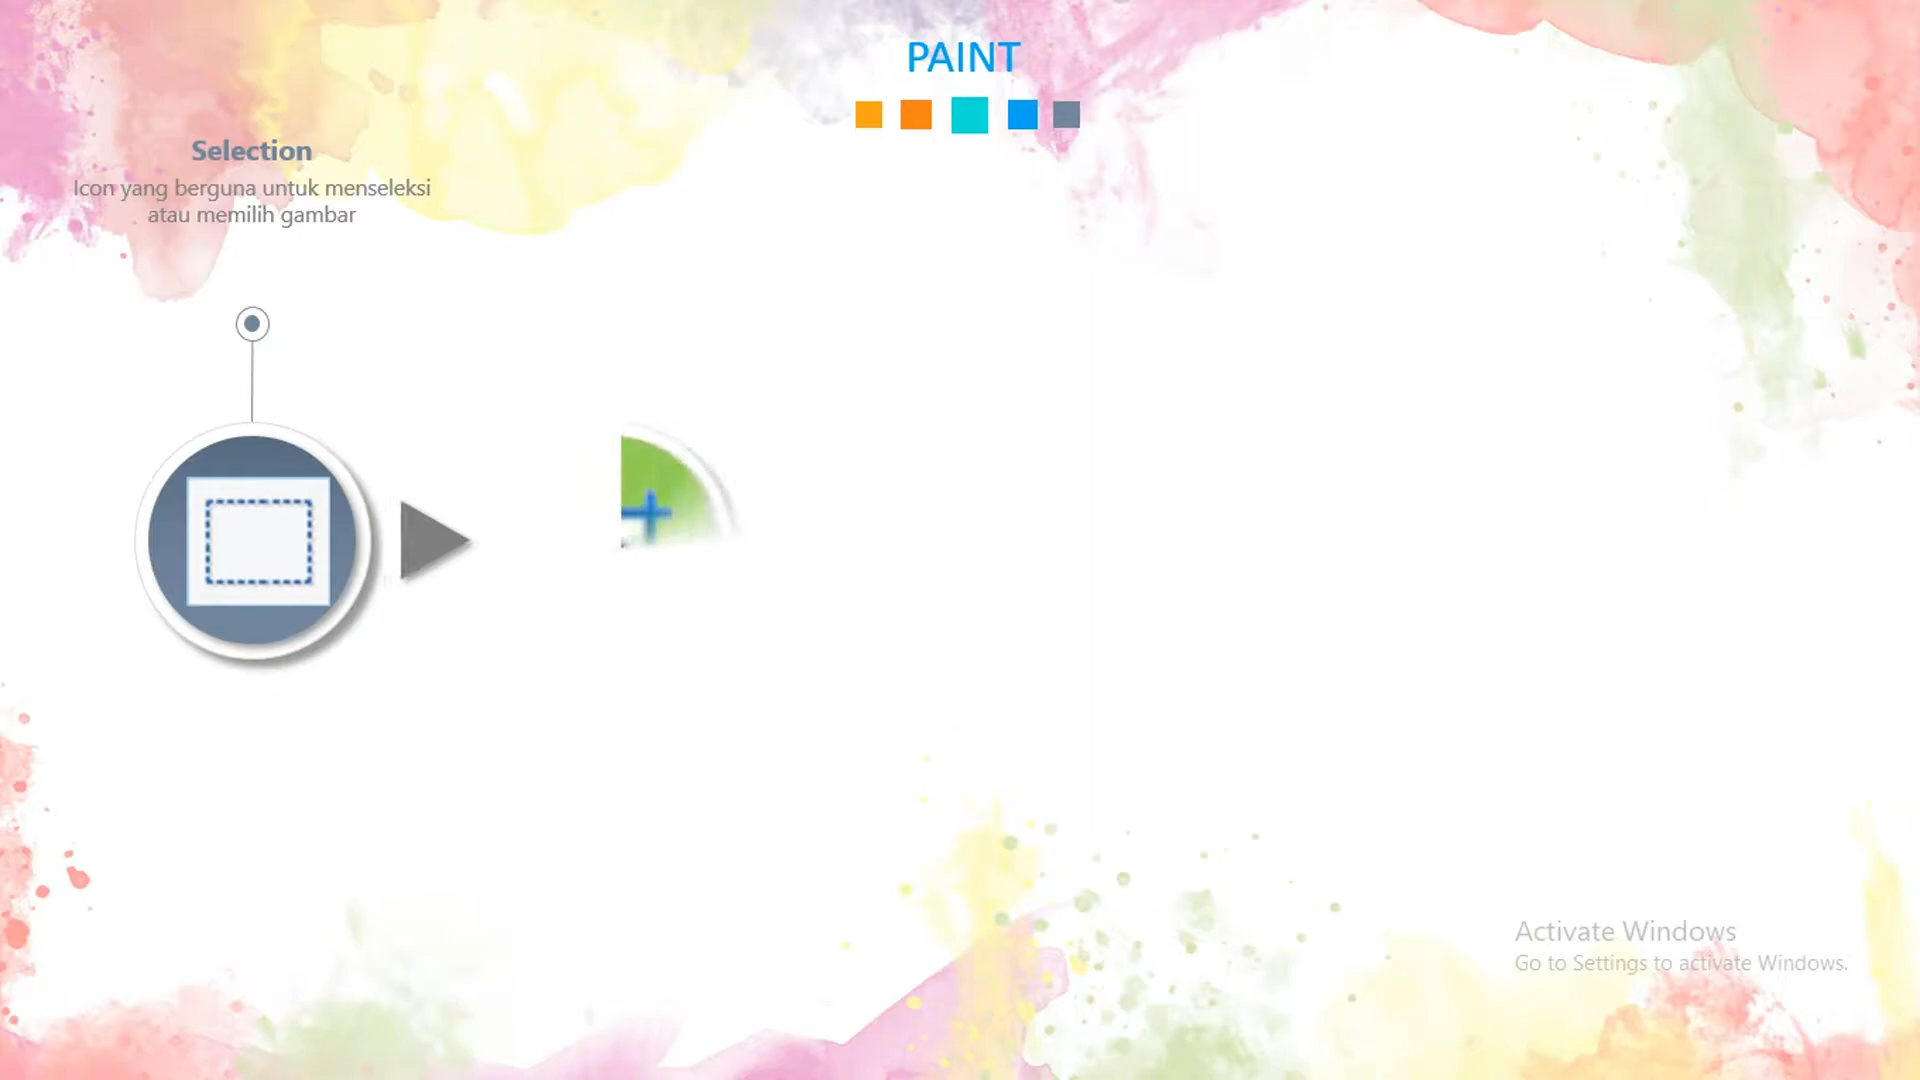 PAINT
Selection
Icon yang berguna untuk menseleksi
atau memilih gambar
Activate Windows
Go to Settings to activate Windows.